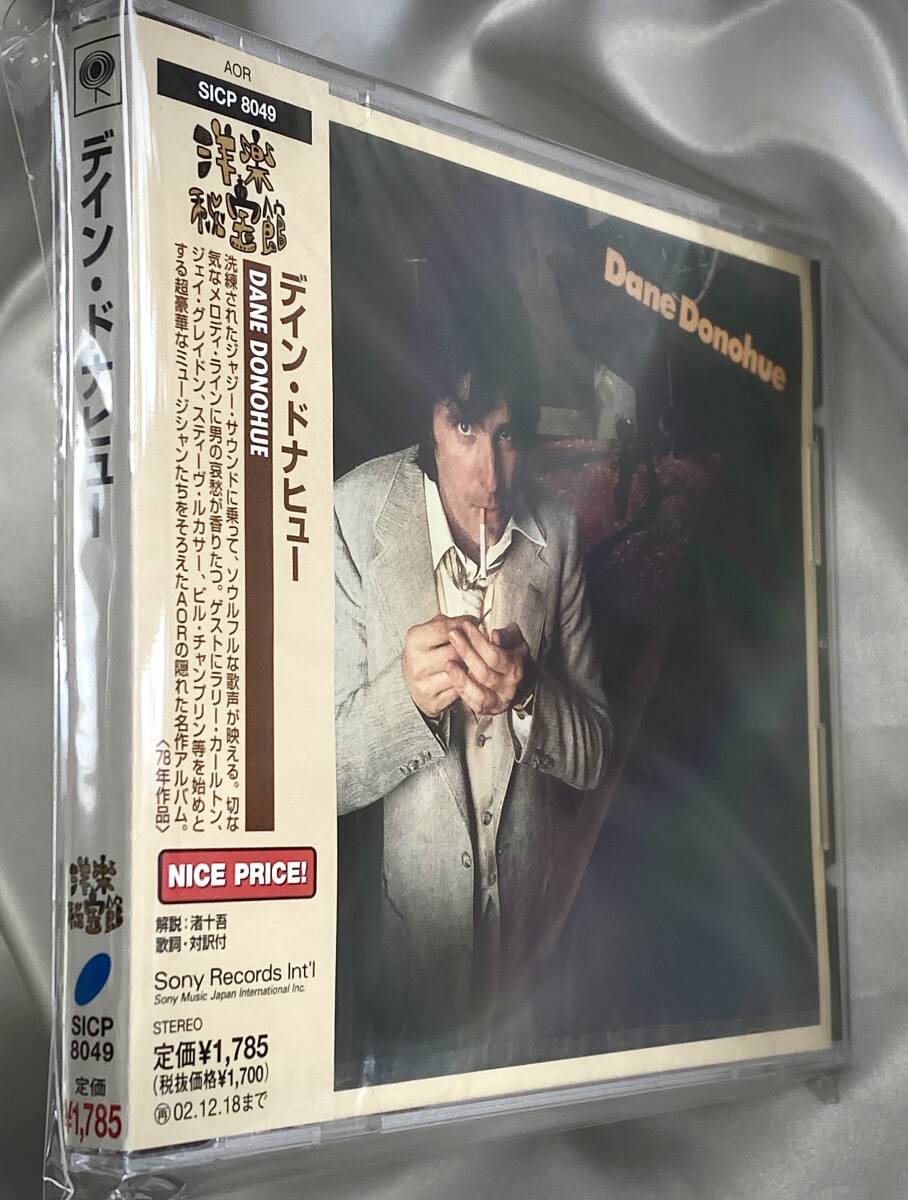 デイン・ドナヒュー
洋楽
秘宝館
SICP
8049
定価
¥1,785
AOR
SICP 8049
洋楽
秘宝館
デイン・ドナヒュー
DANE DONOHUE
洗練されたジャジー・サウンドに乗って、ソウルフルな歌声が映える。切な
気なメロディ・ラインに男の哀愁が香りたつ。ゲストにラリー・カールトン、
ジェイ・グレイドン、スティーヴ・ルカサー、ビル・チャンプリン等を始めと
する超豪華なミュージシャンたちをそろえたAORの隠れた名作アルバム。
〈78年作品〉
NICE PRICE!
解説：渚十吾
歌詞・対訳付
Sony Records Int'l
Sony Music Japan International Inc.
STEREO
定価¥1,785
(税抜価格¥1,700)
再02.12.18まで
Dane Donohue